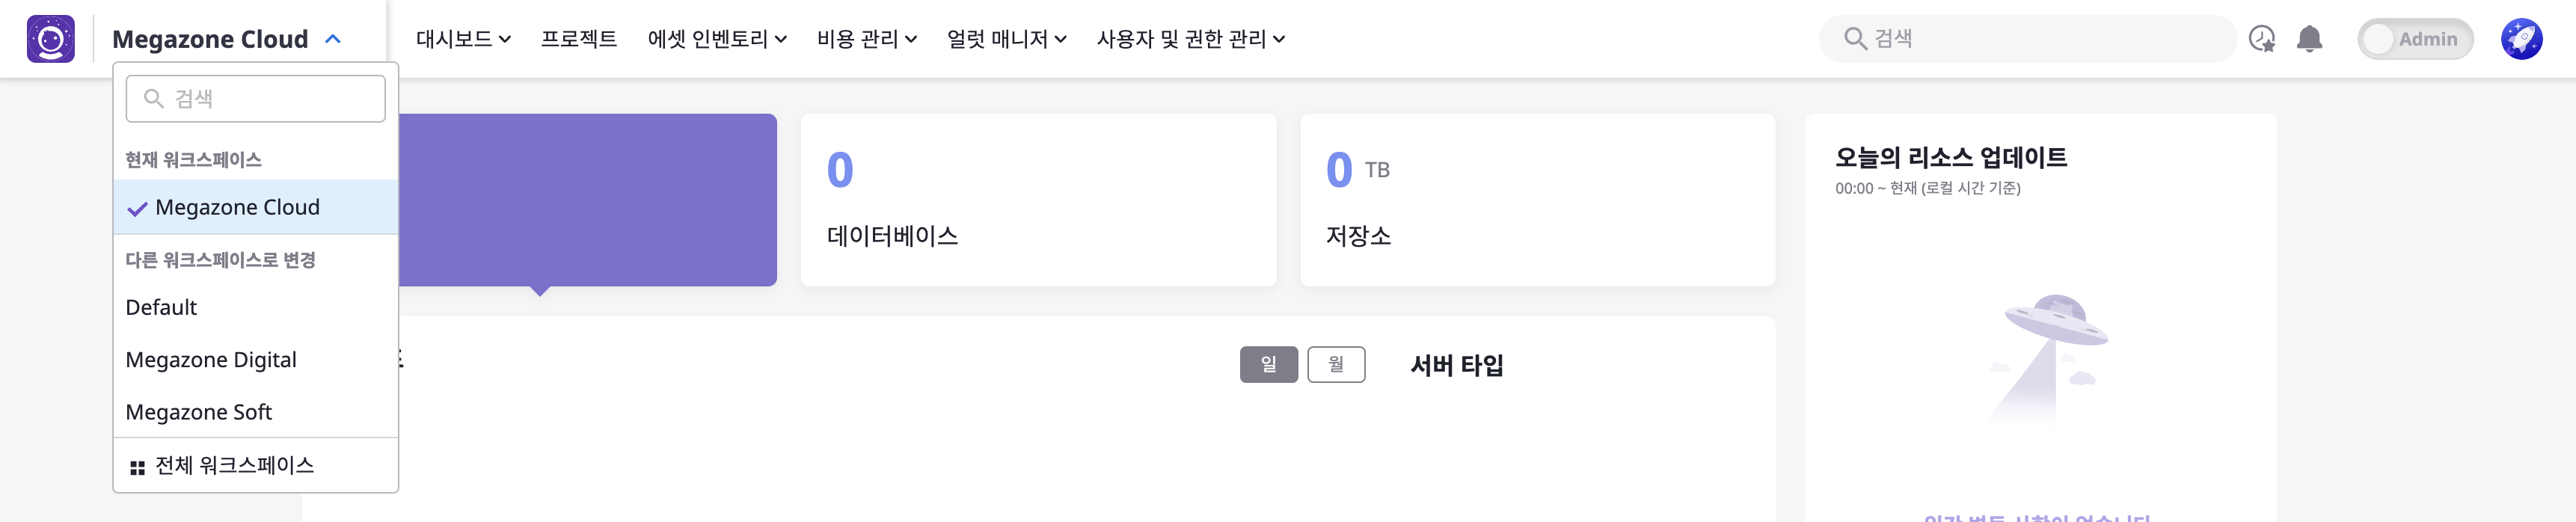 Megazone Cloud
대시보드
프로젝트
에셋 인벤토리
비용 관리
얼럿 매니저
사용자 및 권한 관리
검색
Admin
검색
현재 워크스페이스
Megazone Cloud
다른 워크스페이스로 변경
Default
Megazone Digital
Megazone Soft
전체 워크스페이스
0
데이터베이스
0 TB
저장소
일
월
서버 타입
오늘의 리소스 업데이트
00:00 ~ 현재 (로컬 시간 기준)